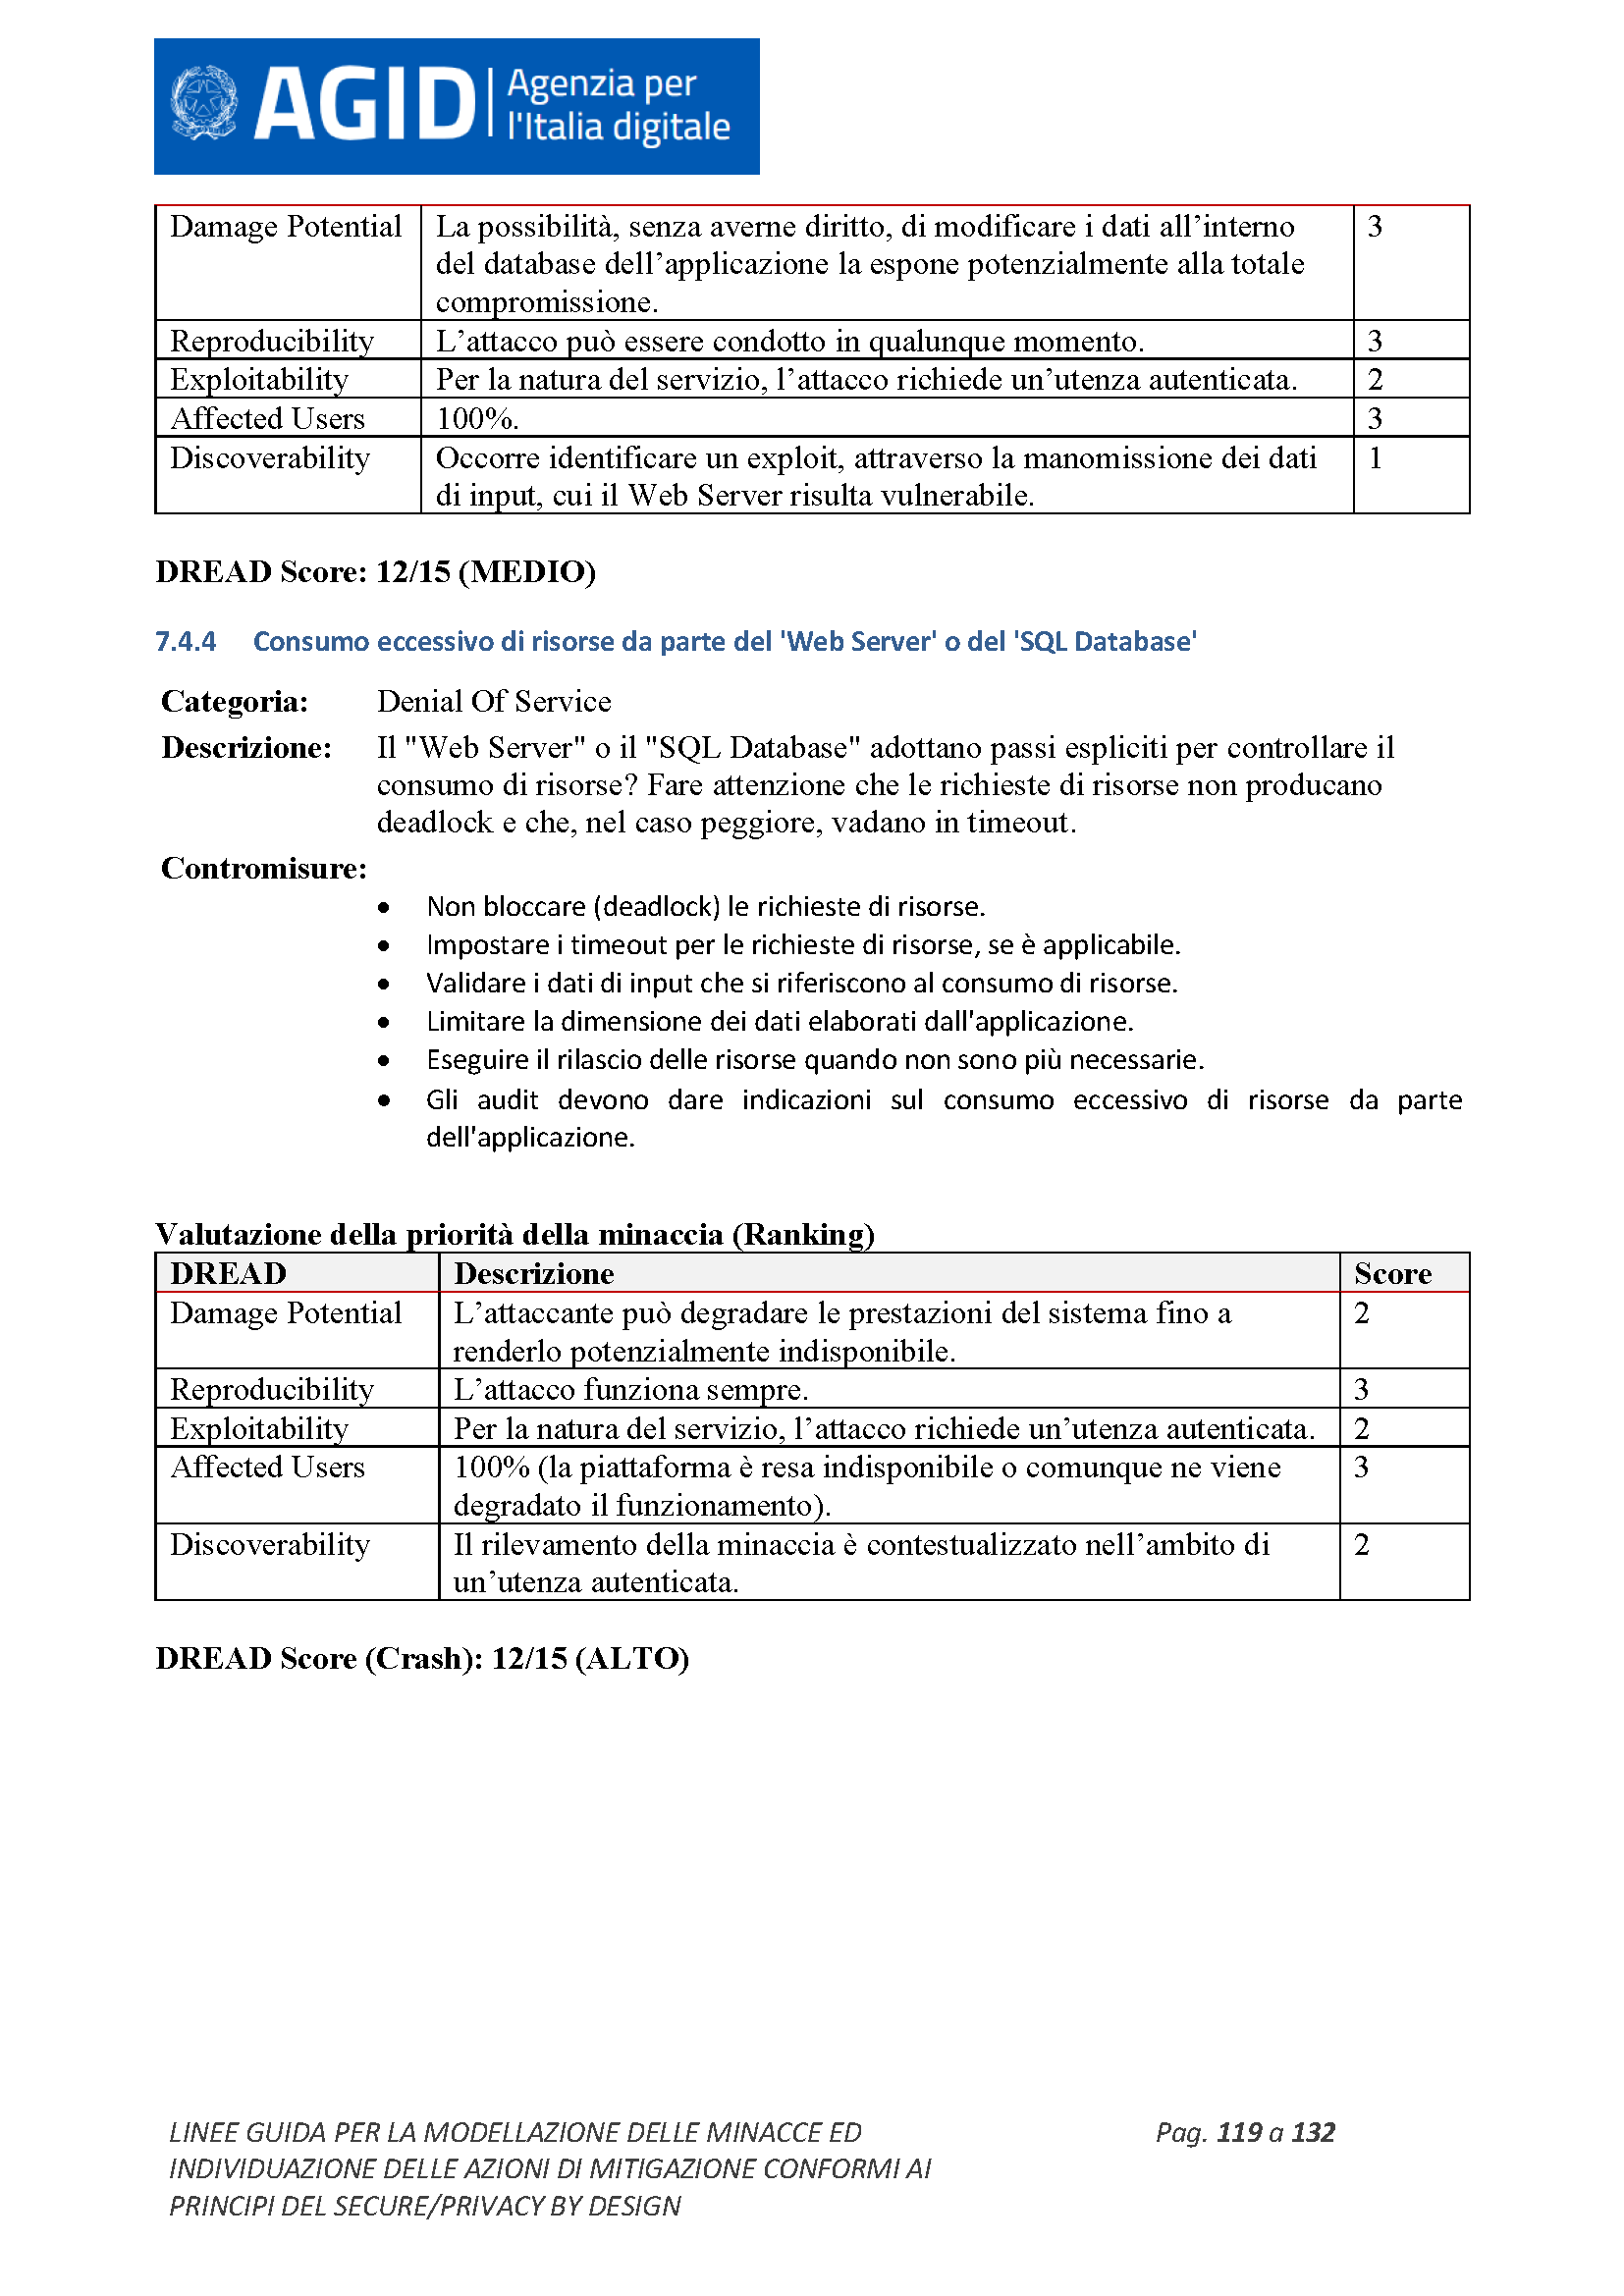 AGID Agenzia per
l'Italia digitale
Damage Potential La possibilità, senza averne diritto, di modificare i dati all’interno
del database dell’applicazione la espone potenzialmente alla totale
compromissione. 3
Reproducibility L’attacco può essere condotto in qualunque momento. 3
Exploitability Per la natura del servizio, l’attacco richiede un’utenza autenticata. 2
Affected Users 100%. 3
Discoverability Occorre identificare un exploit, attraverso la manomissione dei dati
di input, cui il Web Server risulta vulnerabile. 1
DREAD Score: 12/15 (MEDIO)
7.4.4 Consumo eccessivo di risorse da parte del 'Web Server' o del 'SQL Database'
Categoria: Denial Of Service
Descrizione: Il "Web Server" o il "SQL Database" adottano passi espliciti per controllare il
consumo di risorse? Fare attenzione che le richieste di risorse non producano
deadlock e che, nel caso peggiore, vadano in timeout.
Contromisure:
• Non bloccare (deadlock) le richieste di risorse.
• Impostare i timeout per le richieste di risorse, se è applicabile.
• Validare i dati di input che si riferiscono al consumo di risorse.
• Limitare la dimensione dei dati elaborati dall'applicazione.
• Eseguire il rilascio delle risorse quando non sono più necessarie.
• Gli audit devono dare indicazioni sul consumo eccessivo di risorse da parte
dell'applicazione.
Valutazione della priorità della minaccia (Ranking)
DREAD Descrizione Score
Damage Potential L’attaccante può degradare le prestazioni del sistema fino a
renderlo potenzialmente indisponibile. 2
Reproducibility L’attacco funziona sempre. 3
Exploitability Per la natura del servizio, l’attacco richiede un’utenza autenticata. 2
Affected Users 100% (la piattaforma è resa indisponibile o comunque ne viene
degradato il funzionamento). 3
Discoverability Il rilevamento della minaccia è contestualizzato nell’ambito di
un’utenza autenticata. 2
DREAD Score (Crash): 12/15 (ALTO)
LINEE GUIDA PER LA MODELLAZIONE DELLE MINACCE ED Pag. 119 a 132
INDIVIDUAZIONE DELLE AZIONI DI MITIGAZIONE CONFORMI AI
PRINCIPI DEL SECURE/PRIVACY BY DESIGN